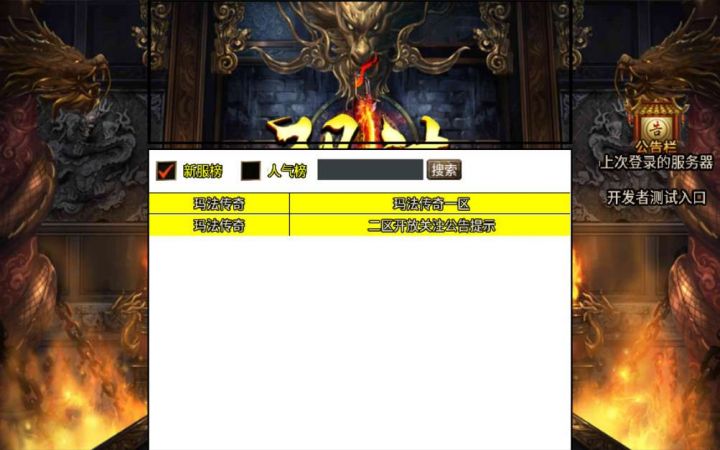 新服榜 人气榜 搜索
玛法传奇 玛法传奇一区
玛法传奇 二区开放关注公告提示
告
公告栏
上次登录的服务器
开发者测试入口